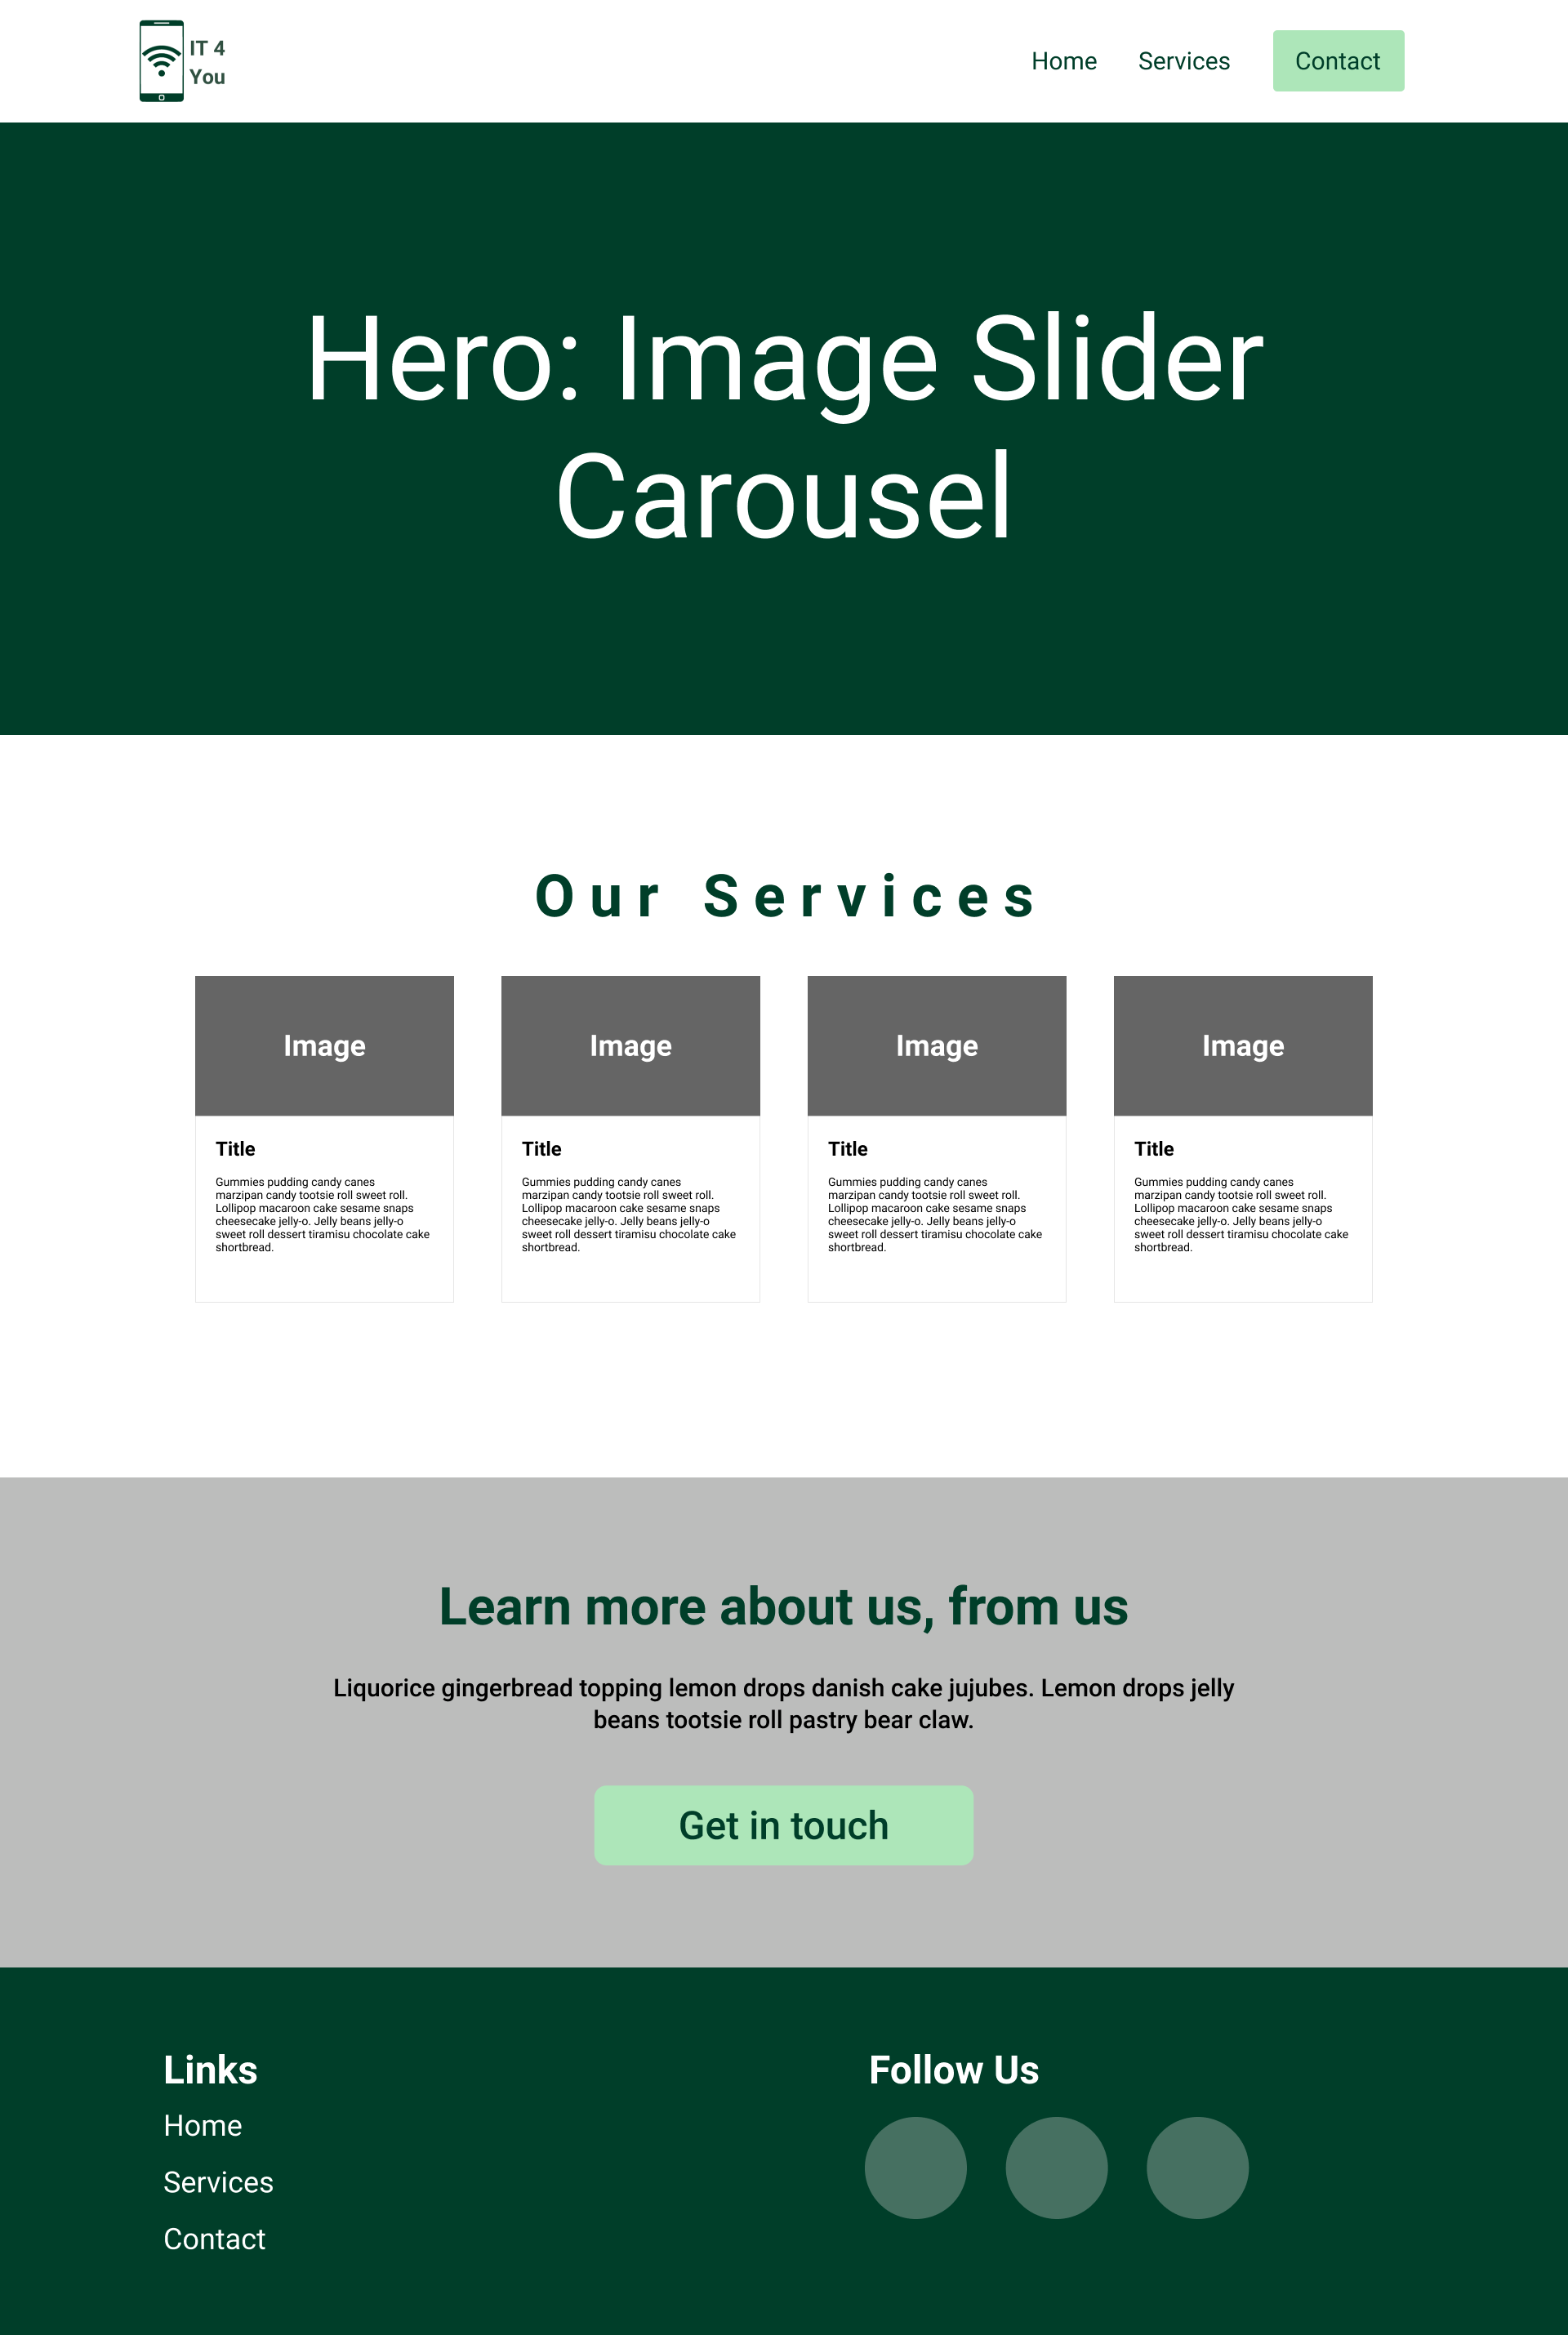 IT 4
You
Home
Services
Contact
Hero: Image Slider
Carousel
Our Services
Image
Title
Gummies pudding candy canes
marzipan candy tootsie roll sweet roll.
Lollipop macaroon cake sesame snaps
cheesecake jelly-o. Jelly beans jelly-o
sweet roll dessert tiramisu chocolate cake
shortbread.
Image
Title
Gummies pudding candy canes
marzipan candy tootsie roll sweet roll.
Lollipop macaroon cake sesame snaps
cheesecake jelly-o. Jelly beans jelly-o
sweet roll dessert tiramisu chocolate cake
shortbread.
Image
Title
Gummies pudding candy canes
marzipan candy tootsie roll sweet roll.
Lollipop macaroon cake sesame snaps
cheesecake jelly-o. Jelly beans jelly-o
sweet roll dessert tiramisu chocolate cake
shortbread.
Image
Title
Gummies pudding candy canes
marzipan candy tootsie roll sweet roll.
Lollipop macaroon cake sesame snaps
cheesecake jelly-o. Jelly beans jelly-o
sweet roll dessert tiramisu chocolate cake
shortbread.
Learn more about us, from us
Liquorice gingerbread topping lemon drops danish cake jujubes. Lemon drops jelly
beans tootsie roll pastry bear claw.
Get in touch
Links
Home
Services
Contact
Follow Us